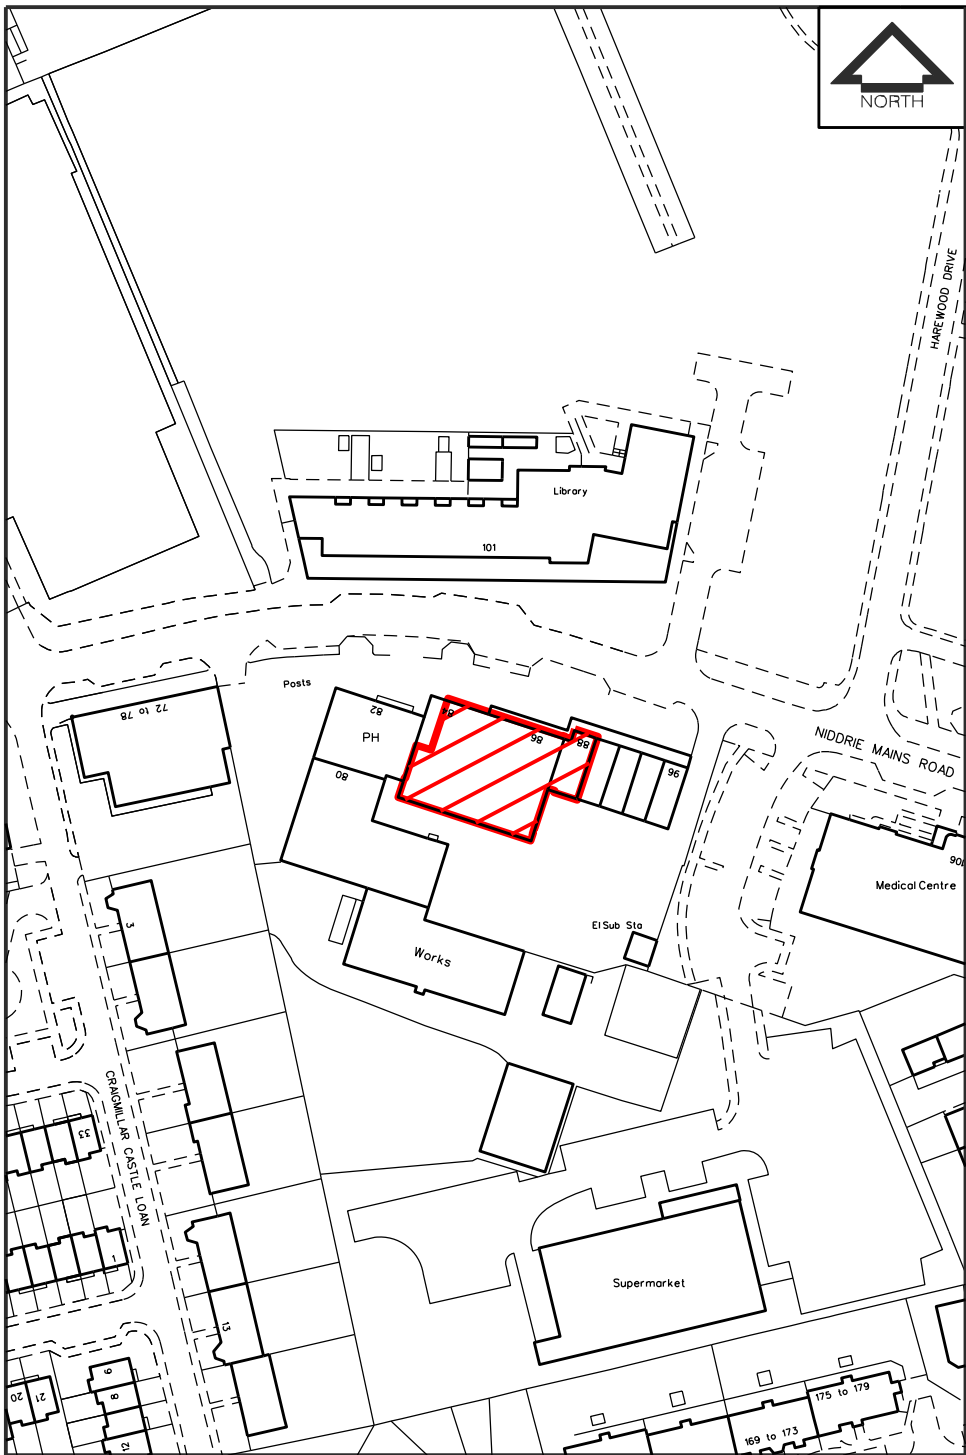 NORTH
HAREWOOD DRIVE
Library
101
Posts
72 to 78
82
84
PH
86
88
80
96
NIDDRIE MAINS ROAD
106
Medical Centre
3
El Sub Sta
Works
CRAIGMILLAR CASTLE LOAN
33
1
Supermarket
13
9
8
20
21
12
175 to 179
169 to 173